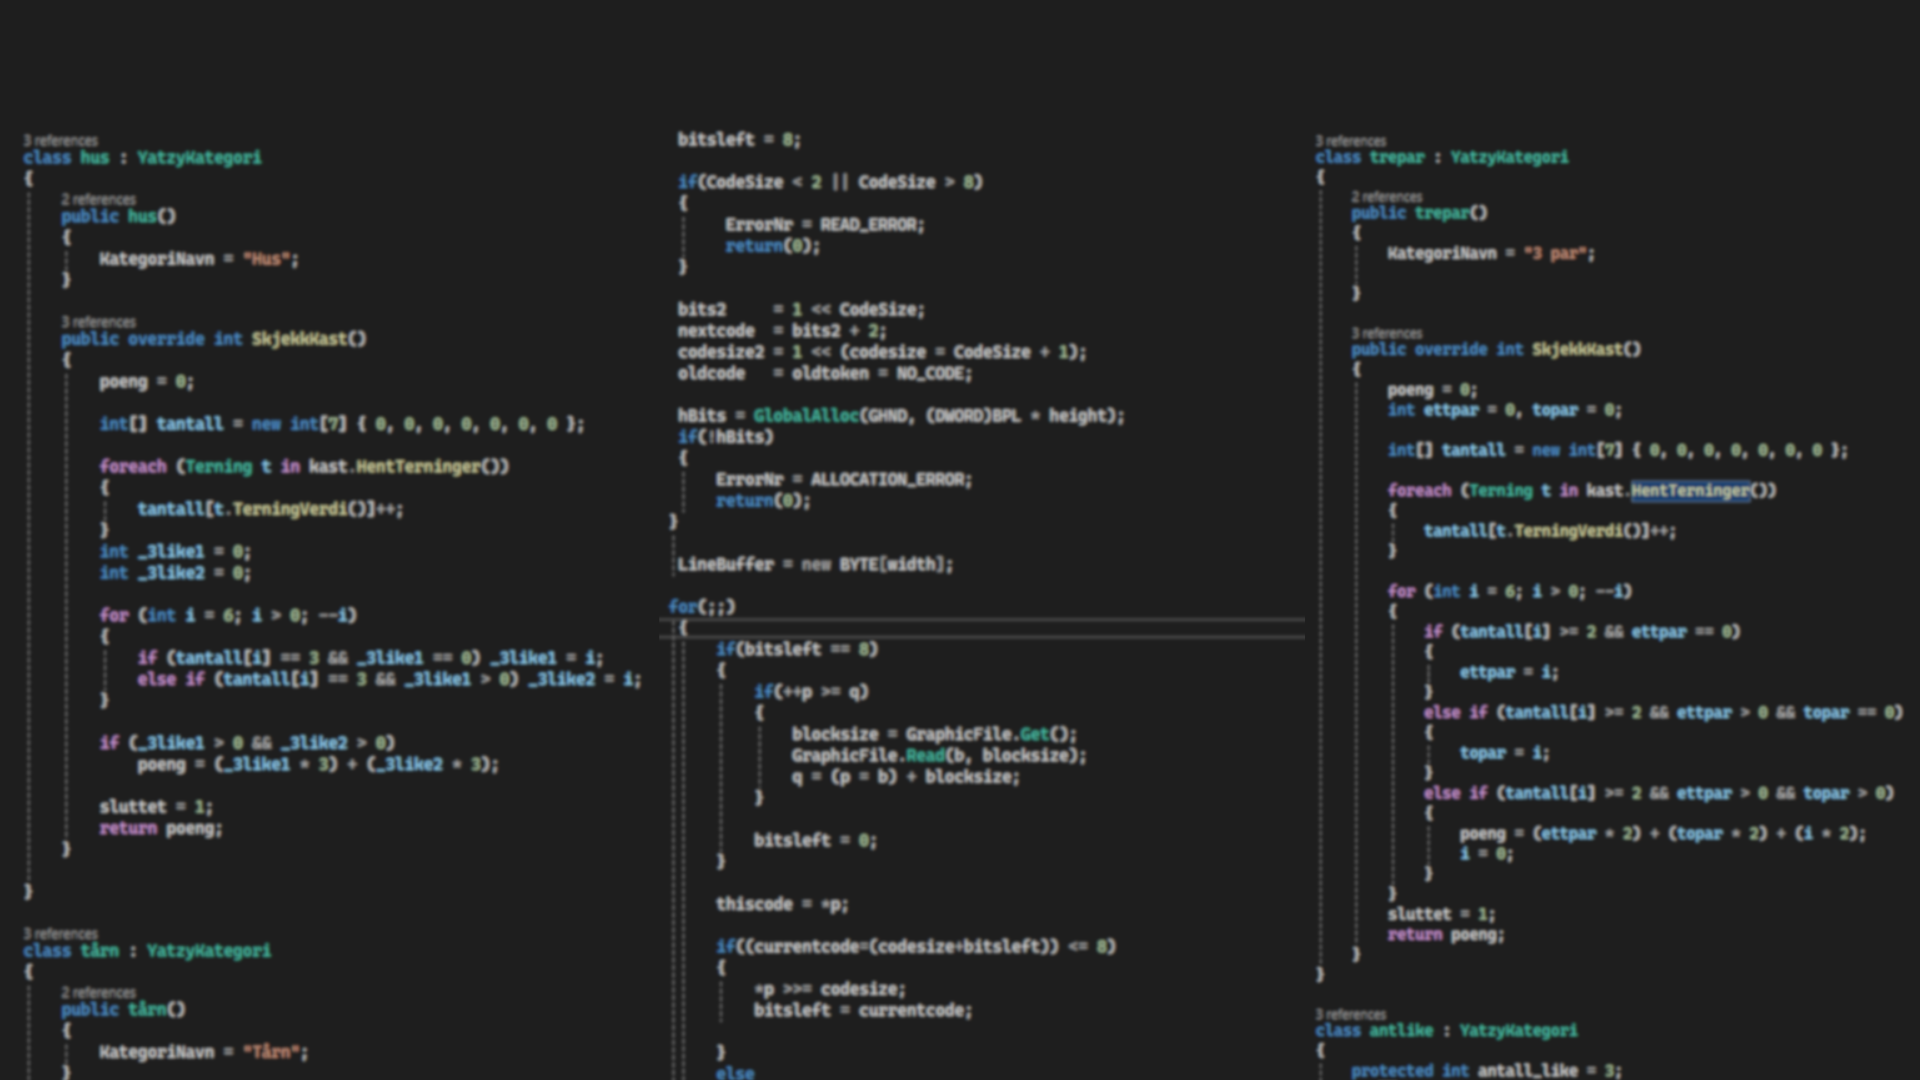 3 references
class hus : YatzyKategori
{
2 references
public hus()
{
KategoriNavn = "Hus";
}
3 references
public override int SkjekkKast()
{
poeng = 0;
int[] tantall = new int[7] { 0, 0, 0, 0, 0, 0, 0 };
foreach (Terning t in kast.HentTerninger())
{
tantall[t.TerningVerdi()]++;
}
int _3like1 = 0;
int _3like2 = 0;
for (int i = 6; i > 0; --i)
{
if (tantall[i] == 3 && _3like1 == 0) _3like1 = i;
else if (tantall[i] == 3 && _3like1 > 0) _3like2 = i;
}
if (_3like1 > 0 && _3like2 > 0)
poeng = (_3like1 * 3) + (_3like2 * 3);
sluttet = 1;
return poeng;
}
}
3 references
class tårn : YatzyKategori
{
2 references
public tårn()
{
KategoriNavn = "Tårn";
}
bitsleft = 8;
if(CodeSize < 2 || CodeSize > 8)
{
ErrorNr = READ_ERROR;
return(0);
}
bits2     = 1 << CodeSize;
nextcode  = bits2 + 2;
codesize2 = 1 << (codesize = CodeSize + 1);
oldcode   = oldtoken = NO_CODE;
hBits = GlobalAlloc(GHND, (DWORD)BPL * height);
if(!hBits)
{
ErrorNr = ALLOCATION_ERROR;
return(0);
}
LineBuffer = new BYTE[width];
for(;;)
{
if(bitsleft == 8)
{
if(++p >= q)
{
blocksize = GraphicFile.Get();
GraphicFile.Read(b, blocksize);
q = (p = b) + blocksize;
}
bitsleft = 0;
}
thiscode = *p;
if((currentcode=(codesize+bitsleft)) <= 8)
{
*p >>= codesize;
bitsleft = currentcode;
}
else
3 references
class trepar : YatzyKategori
{
2 references
public trepar()
{
KategoriNavn = "3 par";
}
3 references
public override int SkjekkKast()
{
poeng = 0;
int ettpar = 0, topar = 0;
int[] tantall = new int[7] { 0, 0, 0, 0, 0, 0, 0 };
foreach (Terning t in kast.HentTerninger())
{
tantall[t.TerningVerdi()]++;
}
for (int i = 6; i > 0; --i)
{
if (tantall[i] >= 2 && ettpar == 0)
{
ettpar = i;
}
else if (tantall[i] >= 2 && ettpar > 0 && topar == 0)
{
topar = i;
}
else if (tantall[i] >= 2 && ettpar > 0 && topar > 0)
{
poeng = (ettpar * 2) + (topar * 2) + (i * 2);
i = 0;
}
}
sluttet = 1;
return poeng;
}
}
3 references
class antlike : YatzyKategori
{
protected int antall_like = 3;